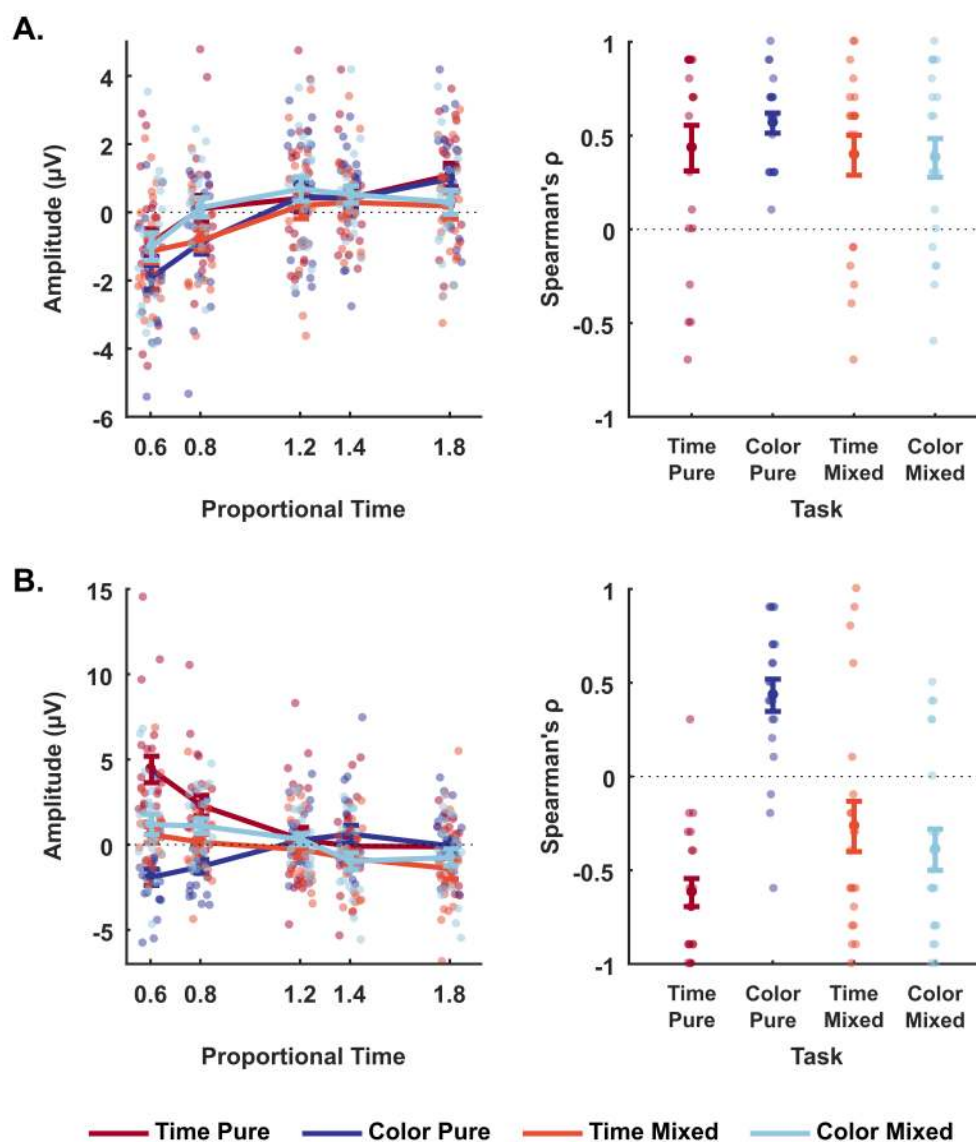 A.
Amplitude (μV)
4
2
0
-2
-4
-6
0.6 0.8 1.2 1.4 1.8
Proportional Time
Spearman's ρ
1
0.5
0
-0.5
-1
Time Color Time Color
Pure Pure Mixed Mixed
Task
B.
Amplitude (μV)
15
10
5
0
-5
0.6 0.8 1.2 1.4 1.8
Proportional Time
Spearman's ρ
1
0.5
0
-0.5
-1
Time Color Time Color
Pure Pure Mixed Mixed
Task
Time Pure Color Pure Time Mixed Color Mixed